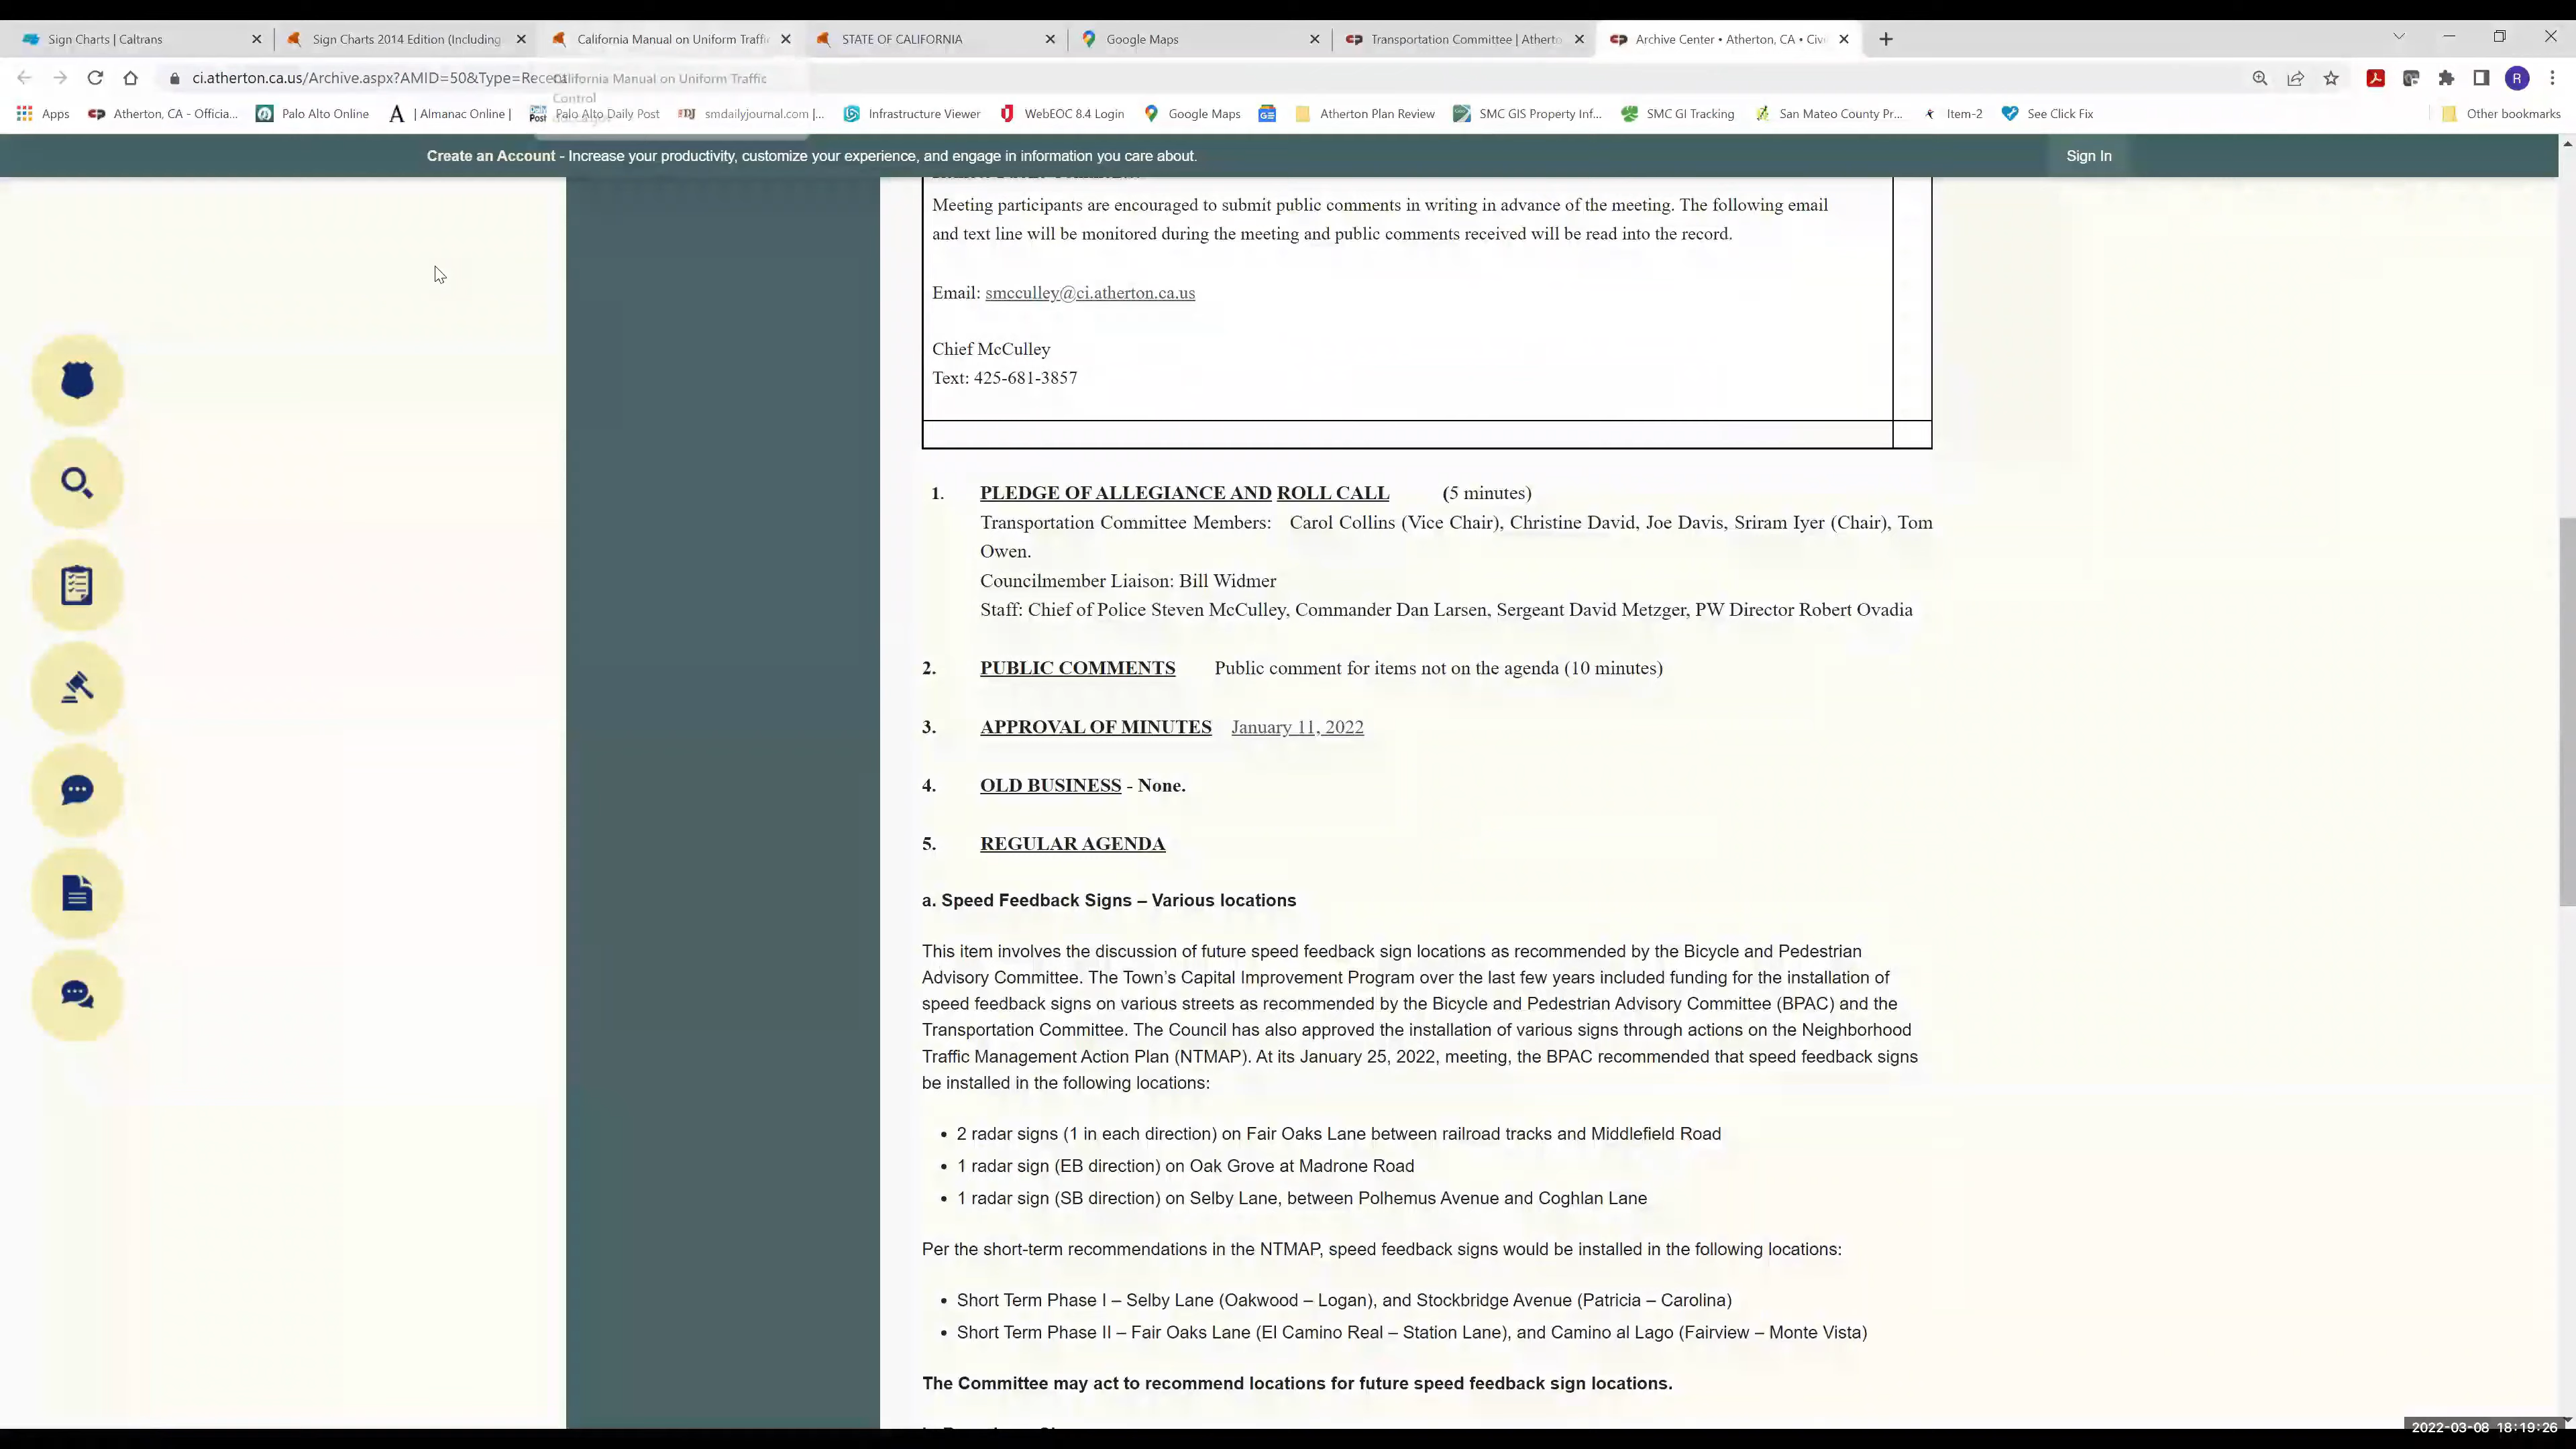 Sign Charts | Caltrans
Sign Charts 2014 Edition (Including
California Manual on Uniform Traffi
STATE OF CALIFORNIA
Google Maps
Transportation Committee | Atherto
Archive Center • Atherton, CA • Civi
ci.atherton.ca.us/Archive.aspx?AMID=50&Type=Recent
California Manual on Uniform Traffic
Control
R
Apps
Atherton, CA - Officia...
Palo Alto Online
A | Almanac Online |
Palo Alto Daily Post
smdailyjournal.com |...
Infrastructure Viewer
WebEOC 8.4 Login
Google Maps
Atherton Plan Review
SMC GIS Property Inf...
SMC GI Tracking
San Mateo County Pr...
Item-2
See Click Fix
Other bookmarks
Create an Account - Increase your productivity, customize your experience, and engage in information you care about.
Sign In
Meeting participants are encouraged to submit public comments in writing in advance of the meeting. The following email
and text line will be monitored during the meeting and public comments received will be read into the record.
Email: smcculley@ci.atherton.ca.us
Chief McCulley
Text: 425-681-3857
1. PLEDGE OF ALLEGIANCE AND ROLL CALL (5 minutes)
Transportation Committee Members: Carol Collins (Vice Chair), Christine David, Joe Davis, Sriram Iyer (Chair), Tom
Owen.
Councilmember Liaison: Bill Widmer
Staff: Chief of Police Steven McCulley, Commander Dan Larsen, Sergeant David Metzger, PW Director Robert Ovadia
2. PUBLIC COMMENTS Public comment for items not on the agenda (10 minutes)
3. APPROVAL OF MINUTES January 11, 2022
4. OLD BUSINESS - None.
5. REGULAR AGENDA
a. Speed Feedback Signs – Various locations
This item involves the discussion of future speed feedback sign locations as recommended by the Bicycle and Pedestrian
Advisory Committee. The Town's Capital Improvement Program over the last few years included funding for the installation of
speed feedback signs on various streets as recommended by the Bicycle and Pedestrian Advisory Committee (BPAC) and the
Transportation Committee. The Council has also approved the installation of various signs through actions on the Neighborhood
Traffic Management Action Plan (NTMAP). At its January 25, 2022, meeting, the BPAC recommended that speed feedback signs
be installed in the following locations:
• 2 radar signs (1 in each direction) on Fair Oaks Lane between railroad tracks and Middlefield Road
• 1 radar sign (EB direction) on Oak Grove at Madrone Road
• 1 radar sign (SB direction) on Selby Lane, between Polhemus Avenue and Coghlan Lane
Per the short-term recommendations in the NTMAP, speed feedback signs would be installed in the following locations:
• Short Term Phase I – Selby Lane (Oakwood – Logan), and Stockbridge Avenue (Patricia – Carolina)
• Short Term Phase II – Fair Oaks Lane (El Camino Real – Station Lane), and Camino al Lago (Fairview – Monte Vista)
The Committee may act to recommend locations for future speed feedback sign locations.
2022-03-08 18:19:26